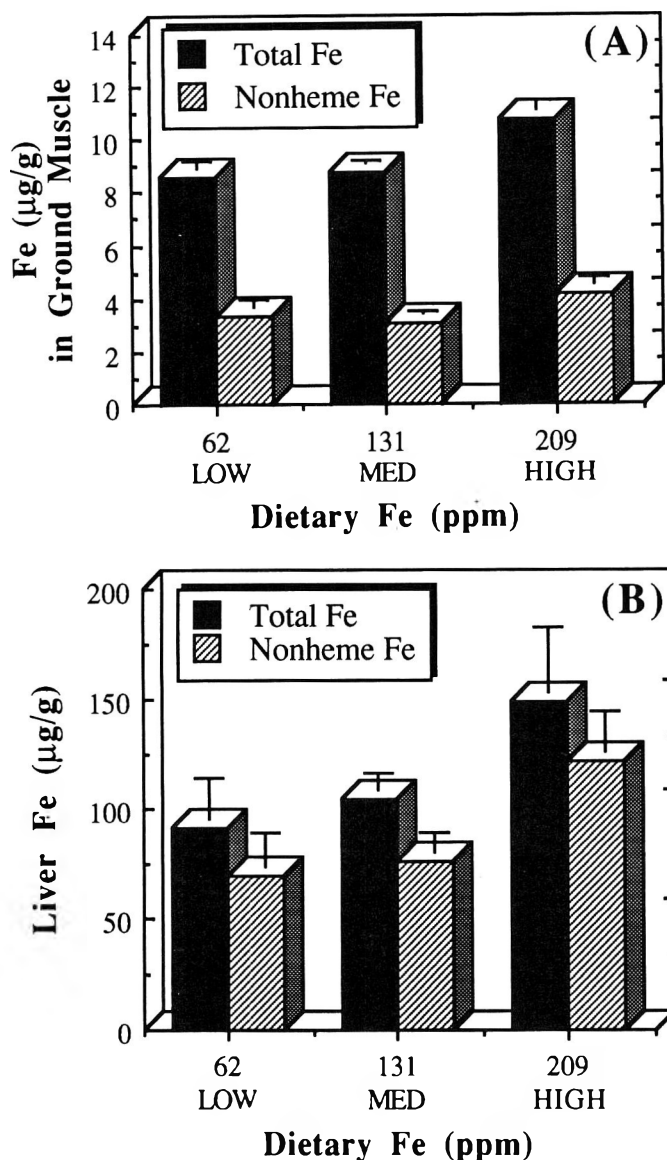 (A)
Total Fe
Nonheme Fe
Fe (µg/g)
in Ground Muscle
14
12
10
8
6
4
2
0
62
131
209
LOW
MED
HIGH
Dietary Fe (ppm)
(B)
Total Fe
Nonheme Fe
Liver Fe (µg/g)
200
150
100
50
0
62
131
209
LOW
MED
HIGH
Dietary Fe (ppm)